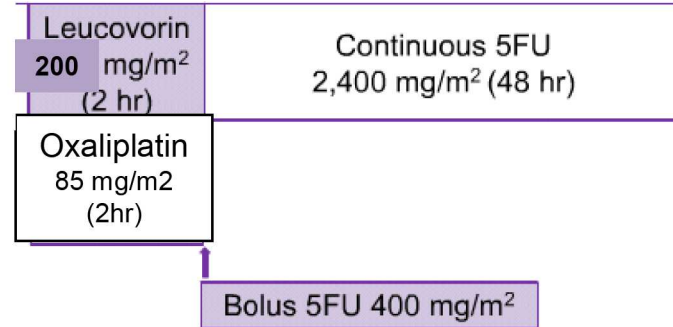 Leucovorin
200 mg/m²
(2 hr)
Continuous 5FU
2,400 mg/m² (48 hr)
Oxaliplatin
85 mg/m2
(2hr)
Bolus 5FU 400 mg/m²